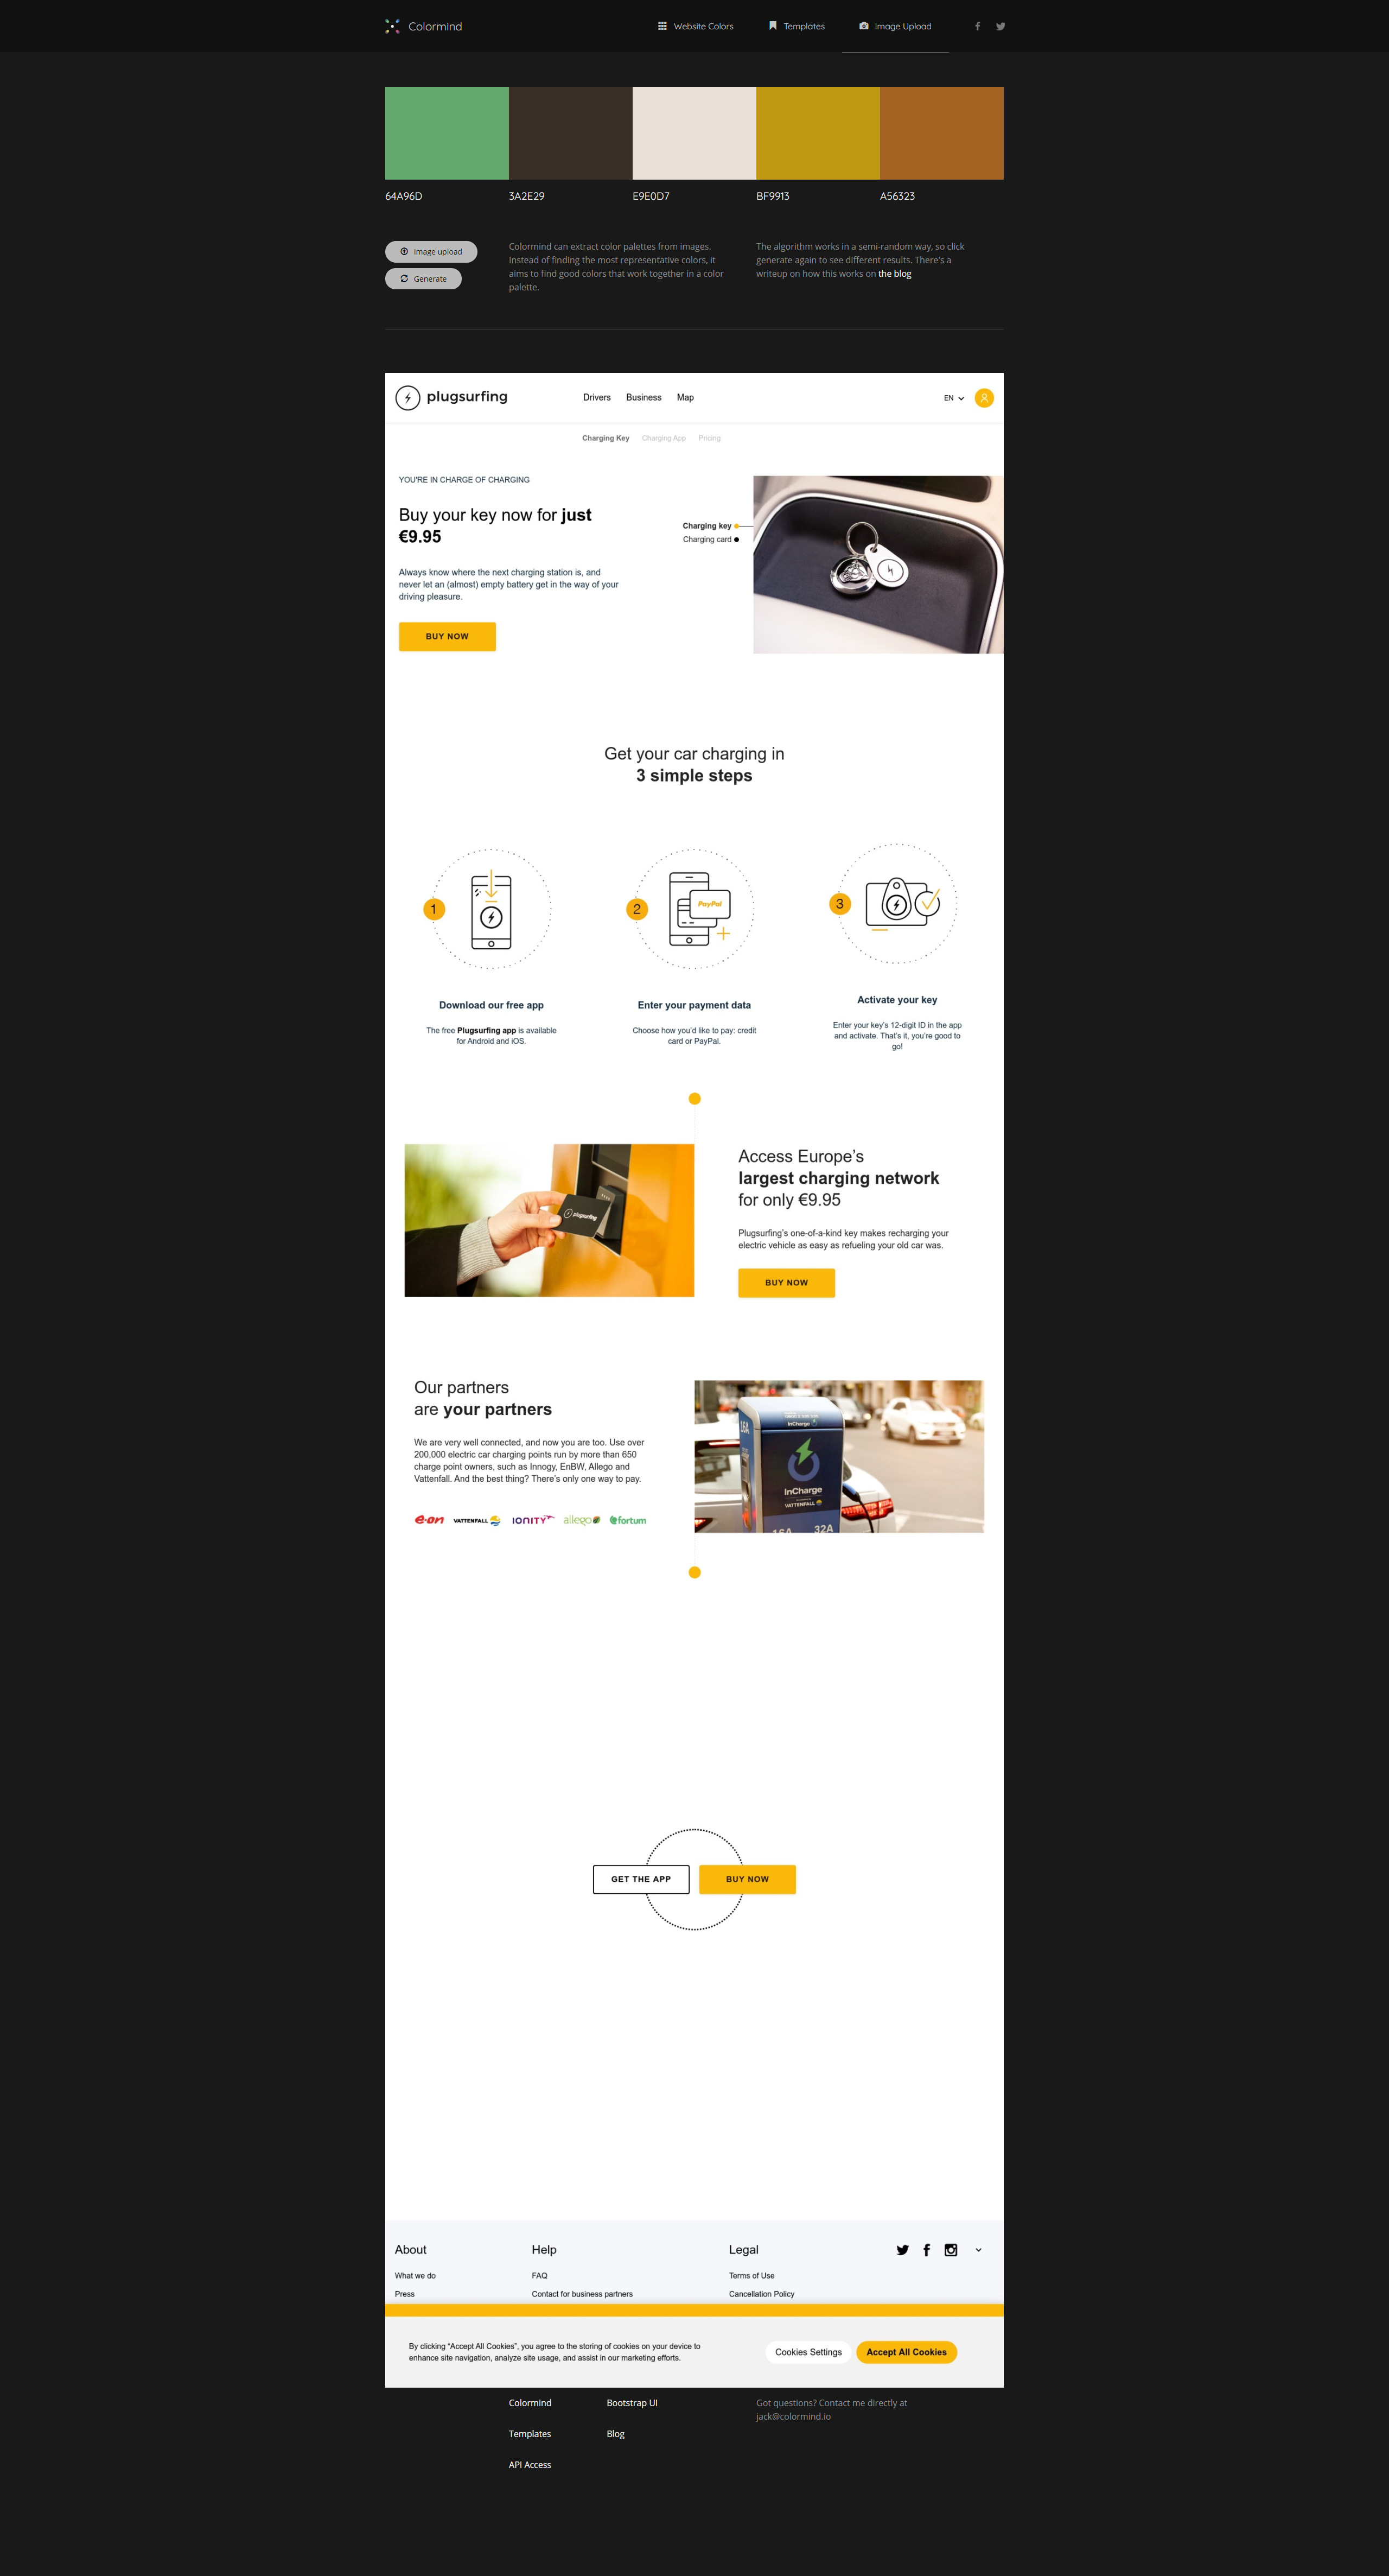 Colormind
Website Colors
Templates
Image Upload
64A96D
3A2E29
E9E0D7
BF9913
A56323
Image upload
Generate
Colormind can extract color palettes from images.
Instead of finding the most representative colors, it
aims to find good colors that work together in a color
palette.
The algorithm works in a semi-random way, so click
generate again to see different results. There's a
writeup on how this works on the blog
plugsurfing
Drivers
Business
Map
EN
Charging Key
Charging App
Pricing
YOU'RE IN CHARGE OF CHARGING
Buy your key now for just
€9.95
Always know where the next charging station is, and
never let an (almost) empty battery get in the way of your
driving pleasure.
BUY NOW
Charging key
Charging card
Get your car charging in
3 simple steps
1
2
PayPal
3
Download our free app
The free Plugsurfing app is available
for Android and iOS.
Enter your payment data
Choose how you'd like to pay: credit
card or PayPal.
Activate your key
Enter your key's 12-digit ID in the app
and activate. That's it, you're good to
go!
plugsurfing
Access Europe's
largest charging network
for only €9.95
Plugsurfing's one-of-a-kind key makes recharging your
electric vehicle as easy as refueling your old car was.
BUY NOW
Our partners
are your partners
We are very well connected, and now you are too. Use over
200,000 electric car charging points run by more than 650
charge point owners, such as Innogy, EnBW, Allego and
Vattenfall. And the best thing? There's only one way to pay.
e·on
VATTENFALL
IONITY
allego
fortum
InCharge
16A
InCharge
VATTENFALL
16A
32A
GET THE APP
BUY NOW
About
What we do
Press
Help
FAQ
Contact for business partners
Legal
Terms of Use
Cancellation Policy
By clicking “Accept All Cookies”, you agree to the storing of cookies on your device to
enhance site navigation, analyze site usage, and assist in our marketing efforts.
Cookies Settings
Accept All Cookies
Colormind
Templates
API Access
Bootstrap UI
Blog
Got questions? Contact me directly at
jack@colormind.io